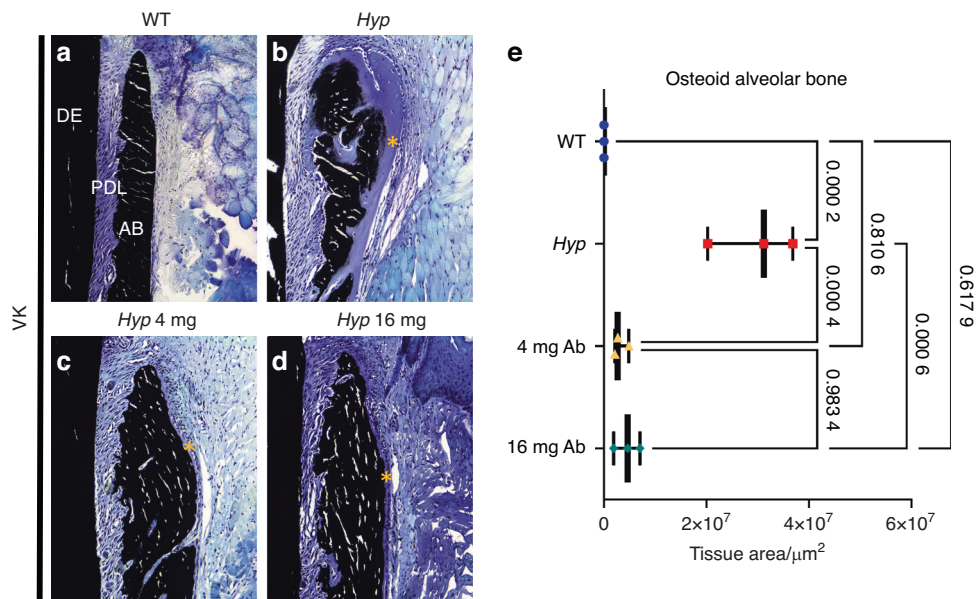 WT
Hyp
a
DE
PDL
AB
b
*
VK
Hyp 4 mg
Hyp 16 mg
c
*
d
*
e
Osteoid alveolar bone
WT
Hyp
4 mg Ab
16 mg Ab
0.000 2
0.000 4
0.983 4
0.810 6
0.000 6
0.617 9
0
2×10⁷
4×10⁷
6×10⁷
Tissue area/μm²